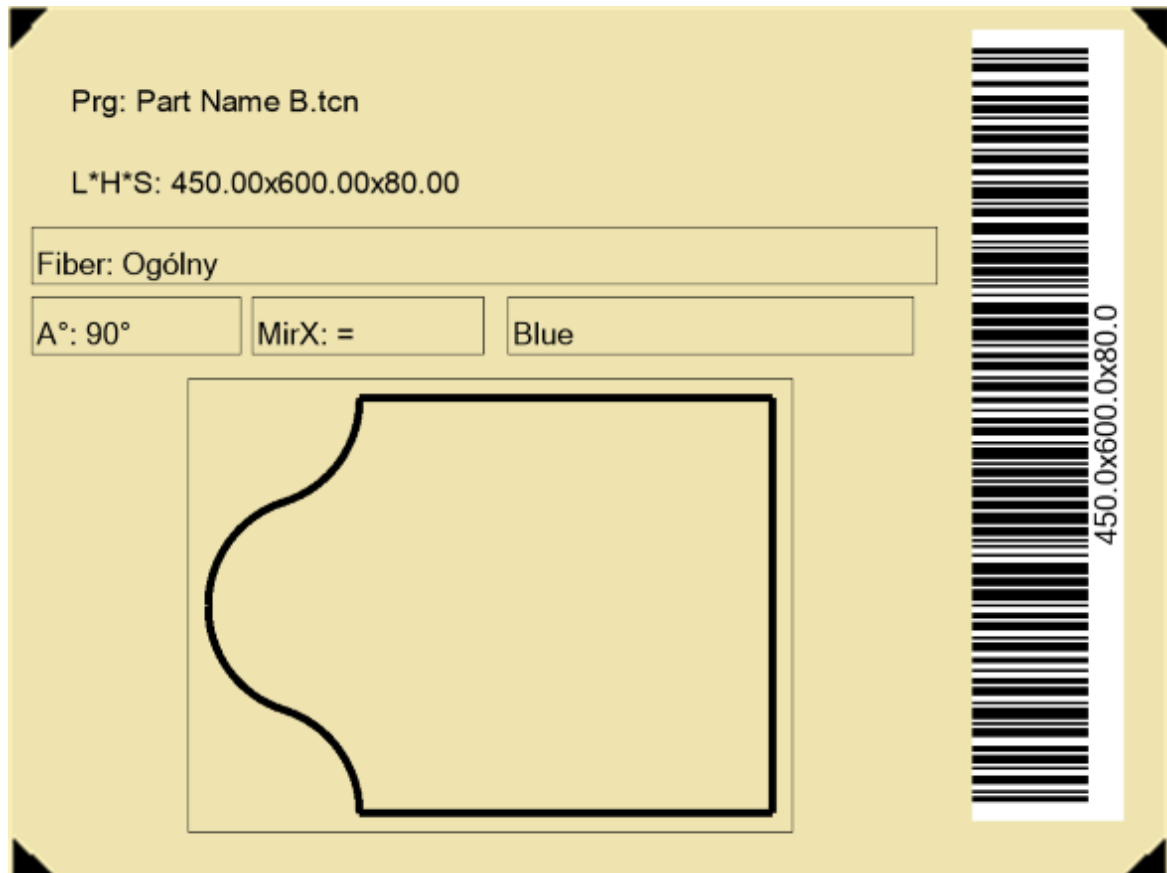 Prg: Part Name B.tcn
L*H*S: 450.00x600.00x80.00
Fiber: Ogólny
A°: 90°
MirX: =
Blue
450.0x600.0x80.0